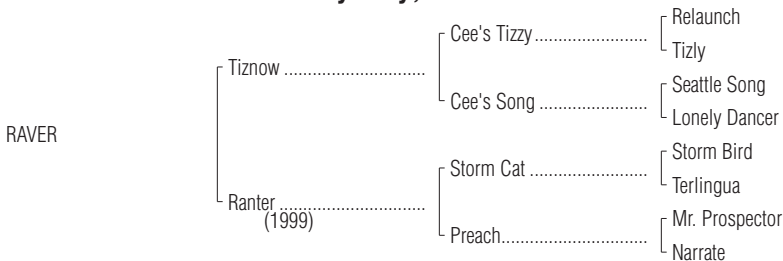 Relaunch
Cee's Tizzy..............................
Tizly
Tiznow .............................
Seattle Song
Cee's Song ............................
Lonely Dancer
RAVER
Storm Bird
Storm Cat ..............................
Terlingua
Ranter ..............................
(1999)
Mr. Prospector
Preach......................................
Narrate